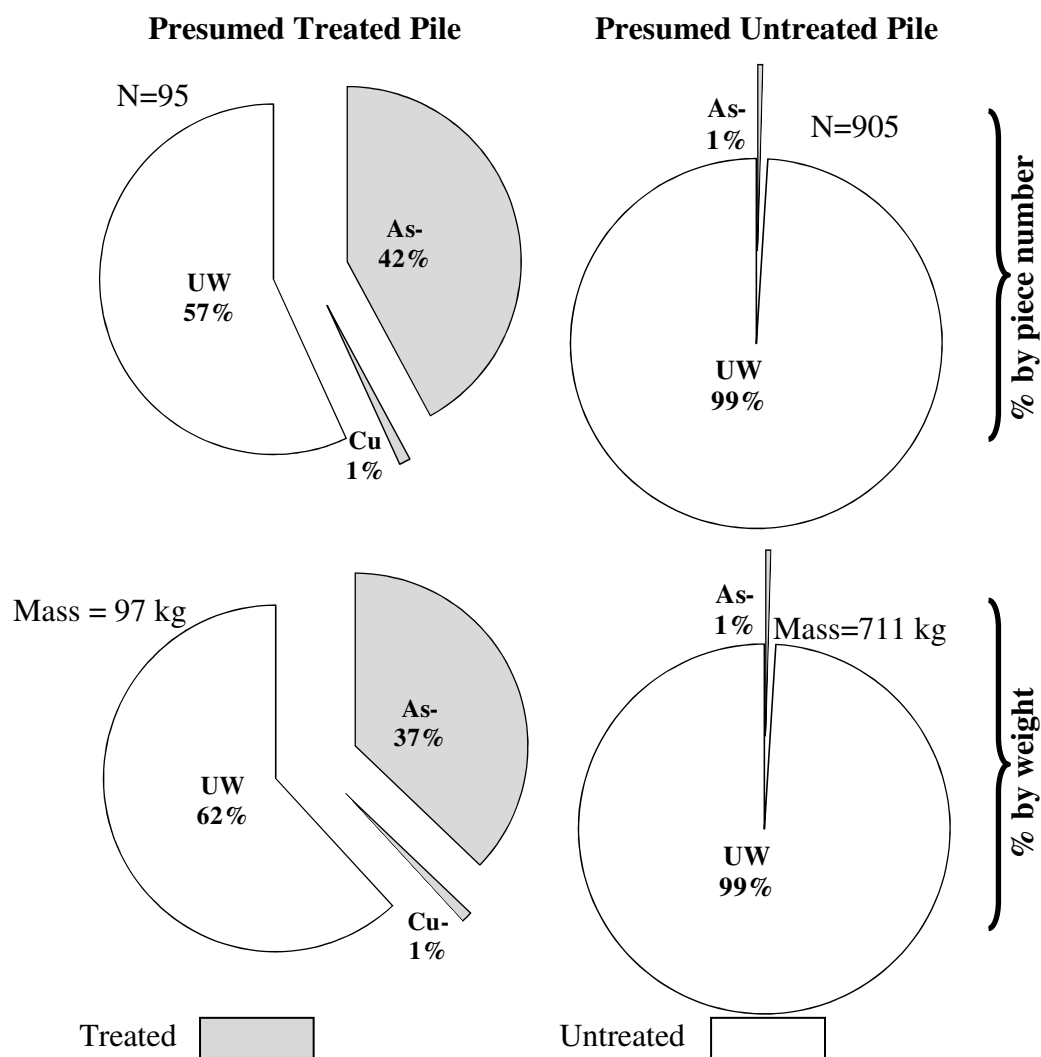 Presumed Treated Pile
Presumed Untreated Pile
N=95
As-
42%
UW
57%
Cu
1%
As-
1%
N=905
UW
99%
% by piece number
Mass = 97 kg
As-
37%
UW
62%
Cu-
1%
As-
1%
Mass=711 kg
UW
99%
% by weight
Treated
Untreated